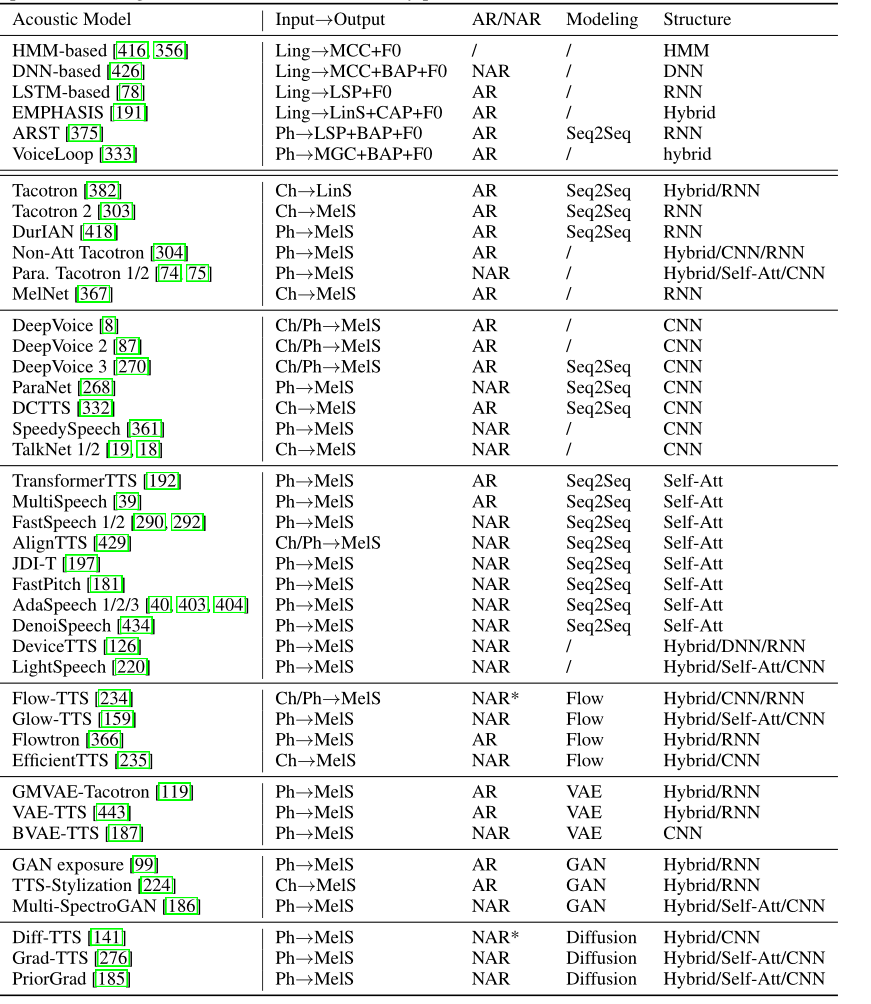 Acoustic Model Input→Output AR/NAR Modeling Structure
HMM-based [416, 356] Ling→MCC+F0 / / HMM
DNN-based [426] Ling→MCC+BAP+F0 NAR / DNN
LSTM-based [78] Ling→LSP+F0 AR / RNN
EMPHASIS [191] Ling→LinS+CAP+F0 AR / Hybrid
ARST [375] Ph→LSP+BAP+F0 AR Seq2Seq RNN
VoiceLoop [333] Ph→MGC+BAP+F0 AR / hybrid
Tacotron [382] Ch→LinS AR Seq2Seq Hybrid/RNN
Tacotron 2 [303] Ch→MelS AR Seq2Seq RNN
DurIAN [418] Ph→MelS AR Seq2Seq RNN
Non-Att Tacotron [304] Ph→MelS AR / Hybrid/CNN/RNN
Para. Tacotron 1/2 [74, 75] Ph→MelS NAR / Hybrid/Self-Att/CNN
MelNet [367] Ch→MelS AR / RNN
DeepVoice [8] Ch/Ph→MelS AR / CNN
DeepVoice 2 [87] Ch/Ph→MelS AR / CNN
DeepVoice 3 [270] Ch/Ph→MelS AR Seq2Seq CNN
ParaNet [268] Ph→MelS NAR Seq2Seq CNN
DCTTS [332] Ch→MelS AR Seq2Seq CNN
SpeedySpeech [361] Ph→MelS NAR / CNN
TalkNet 1/2 [19, 18] Ch→MelS NAR / CNN
TransformerTTS [192] Ph→MelS AR Seq2Seq Self-Att
MultiSpeech [39] Ph→MelS AR Seq2Seq Self-Att
FastSpeech 1/2 [290, 292] Ph→MelS NAR Seq2Seq Self-Att
AlignTTS [429] Ch/Ph→MelS NAR Seq2Seq Self-Att
JDI-T [197] Ph→MelS NAR Seq2Seq Self-Att
FastPitch [181] Ph→MelS NAR Seq2Seq Self-Att
AdaSpeech 1/2/3 [40, 403, 404] Ph→MelS NAR Seq2Seq Self-Att
DenoiSpeech [434] Ph→MelS NAR Seq2Seq Self-Att
DeviceTTS [126] Ph→MelS NAR / Hybrid/DNN/RNN
LightSpeech [220] Ph→MelS NAR / Hybrid/Self-Att/CNN
Flow-TTS [234] Ch/Ph→MelS NAR* Flow Hybrid/CNN/RNN
Glow-TTS [159] Ph→MelS NAR Flow Hybrid/Self-Att/CNN
Flowtron [366] Ph→MelS AR Flow Hybrid/RNN
EfficientTTS [235] Ch→MelS NAR Flow Hybrid/CNN
GMVAE-Tacotron [119] Ph→MelS AR VAE Hybrid/RNN
VAE-TTS [443] Ph→MelS AR VAE Hybrid/RNN
BVAE-TTS [187] Ph→MelS NAR VAE CNN
GAN exposure [99] Ph→MelS AR GAN Hybrid/RNN
TTS-Stylization [224] Ch→MelS AR GAN Hybrid/RNN
Multi-SpectroGAN [186] Ph→MelS NAR GAN Hybrid/Self-Att/CNN
Diff-TTS [141] Ph→MelS NAR* Diffusion Hybrid/CNN
Grad-TTS [276] Ph→MelS NAR Diffusion Hybrid/Self-Att/CNN
PriorGrad [185] Ph→MelS NAR Diffusion Hybrid/Self-Att/CNN